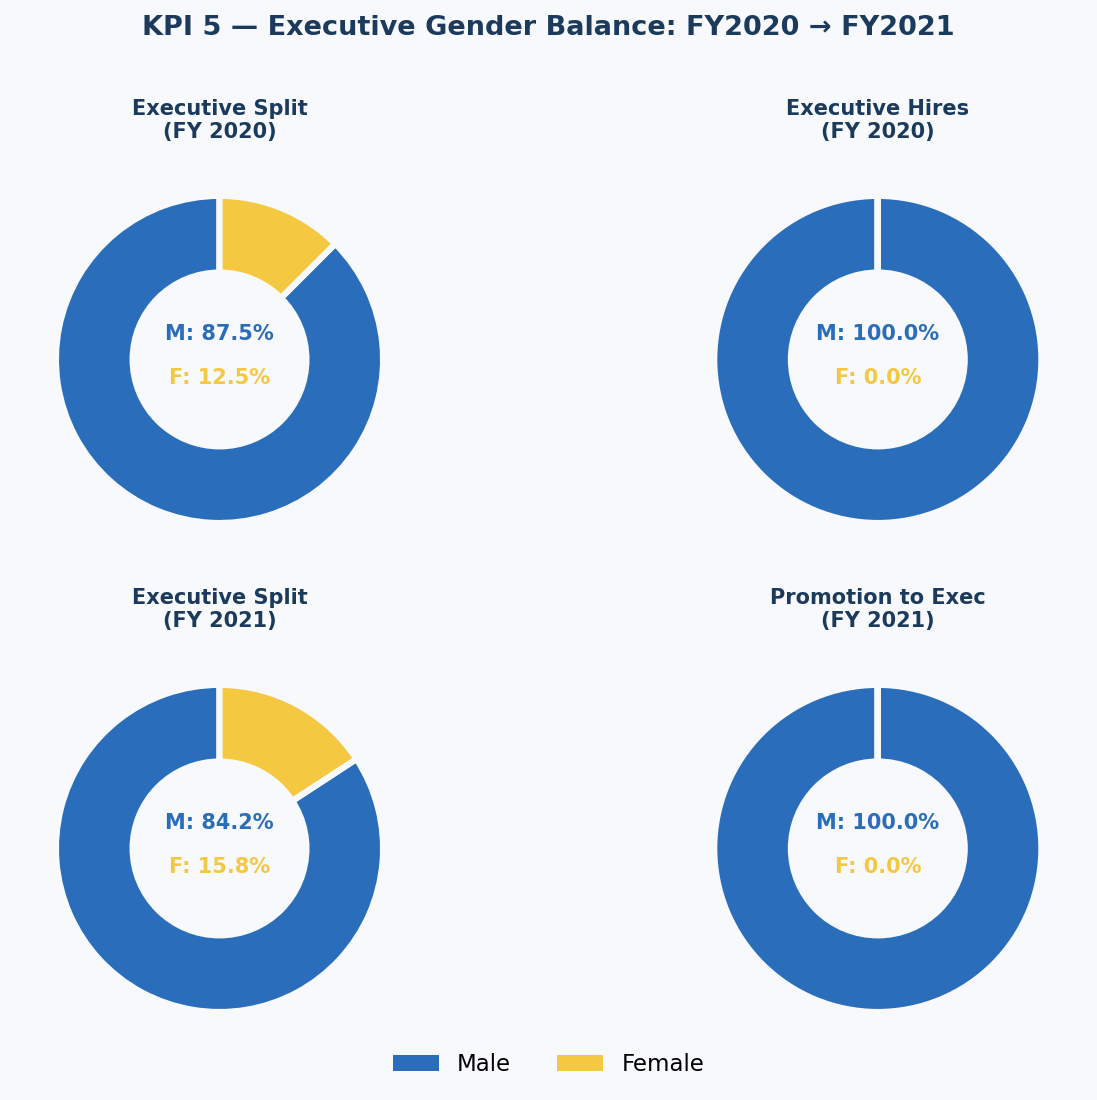 KPI 5 — Executive Gender Balance: FY2020 → FY2021
Executive Split
(FY 2020)
M: 87.5%
F: 12.5%
Executive Hires
(FY 2020)
M: 100.0%
F: 0.0%
Executive Split
(FY 2021)
M: 84.2%
F: 15.8%
Promotion to Exec
(FY 2021)
M: 100.0%
F: 0.0%
Male
Female